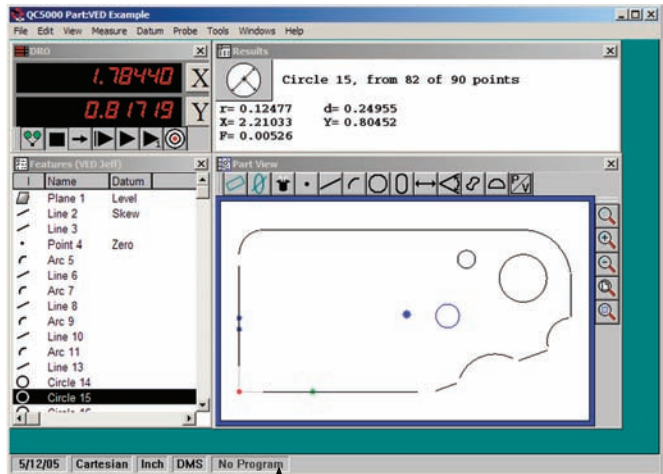 QC5000 Part:VED Example
File Edit View Measure Datum Probe Tools Windows Help
DRO
1.78440 X
0.81719 Y
Results
Circle 15, from 82 of 90 points
r= 0.12477 d= 0.24955
X= 2.21033 Y= 0.80452
F= 0.00526
Features (VED Jeff)
I Name Datum
Plane 1 Level
Line 2 Skew
Line 3
Point 4 Zero
Arc 5
Line 6
Arc 7
Line 8
Arc 9
Line 10
Arc 11
Line 13
Circle 14
Circle 15
Part View
P/V
5/12/05 Cartesian Inch DMS No Program